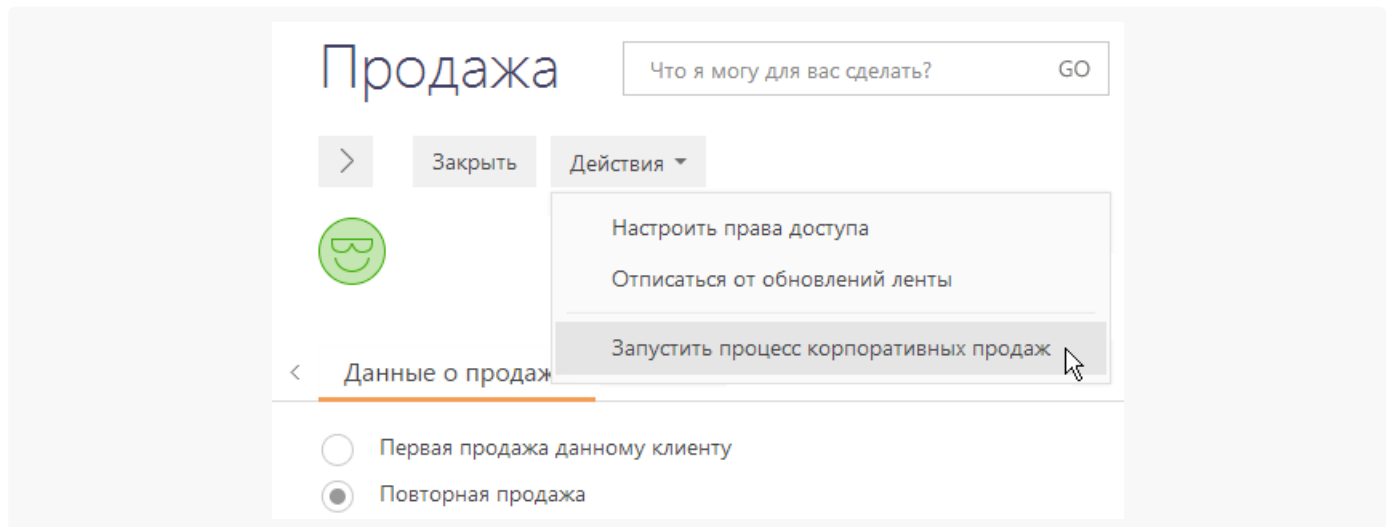 Продажа
Что я могу для вас сделать? GO
Закрыть Действия
Настроить права доступа
Отписаться от обновлений ленты
Запустить процесс корпоративных продаж
Данные о продаж
Первая продажа данному клиенту
Повторная продажа